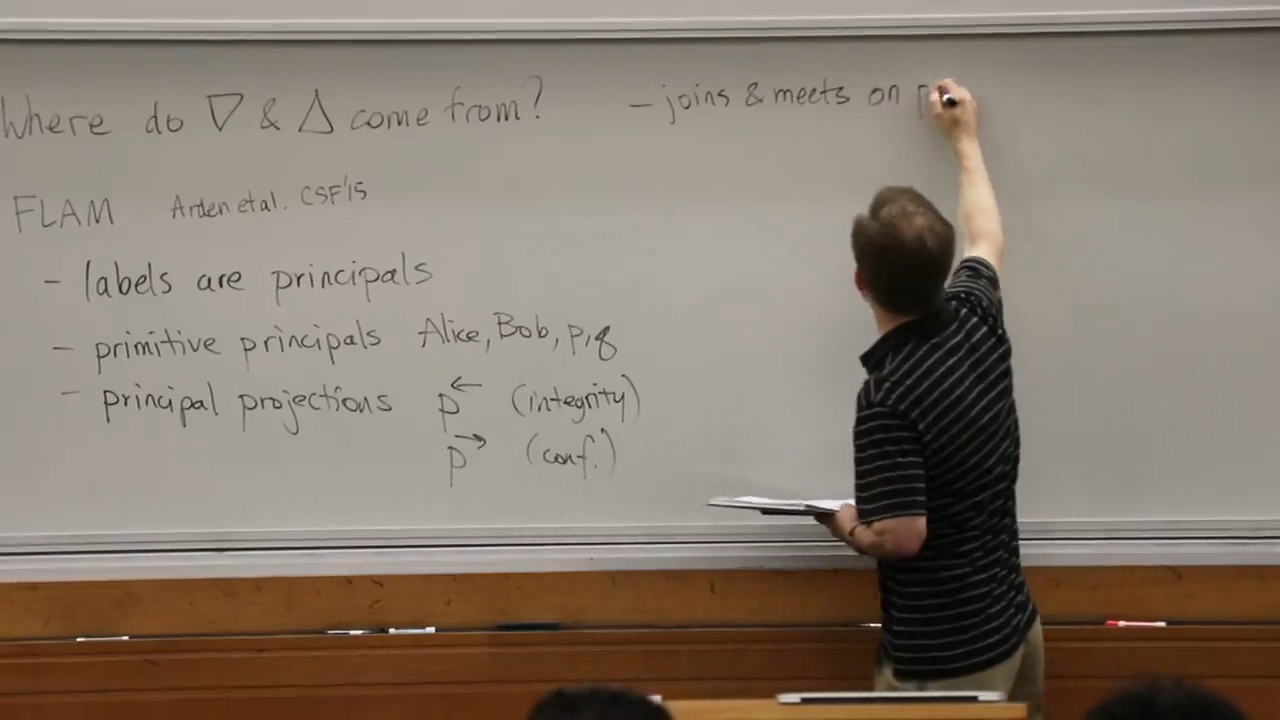 Where do ∇ & Δ come from?
FLAM Arden et al. CSF'15
- labels are principals
- primitive principals Alice, Bob, p, q
- principal projections p← (integrity)
p→ (conf.)
- joins & meets on p